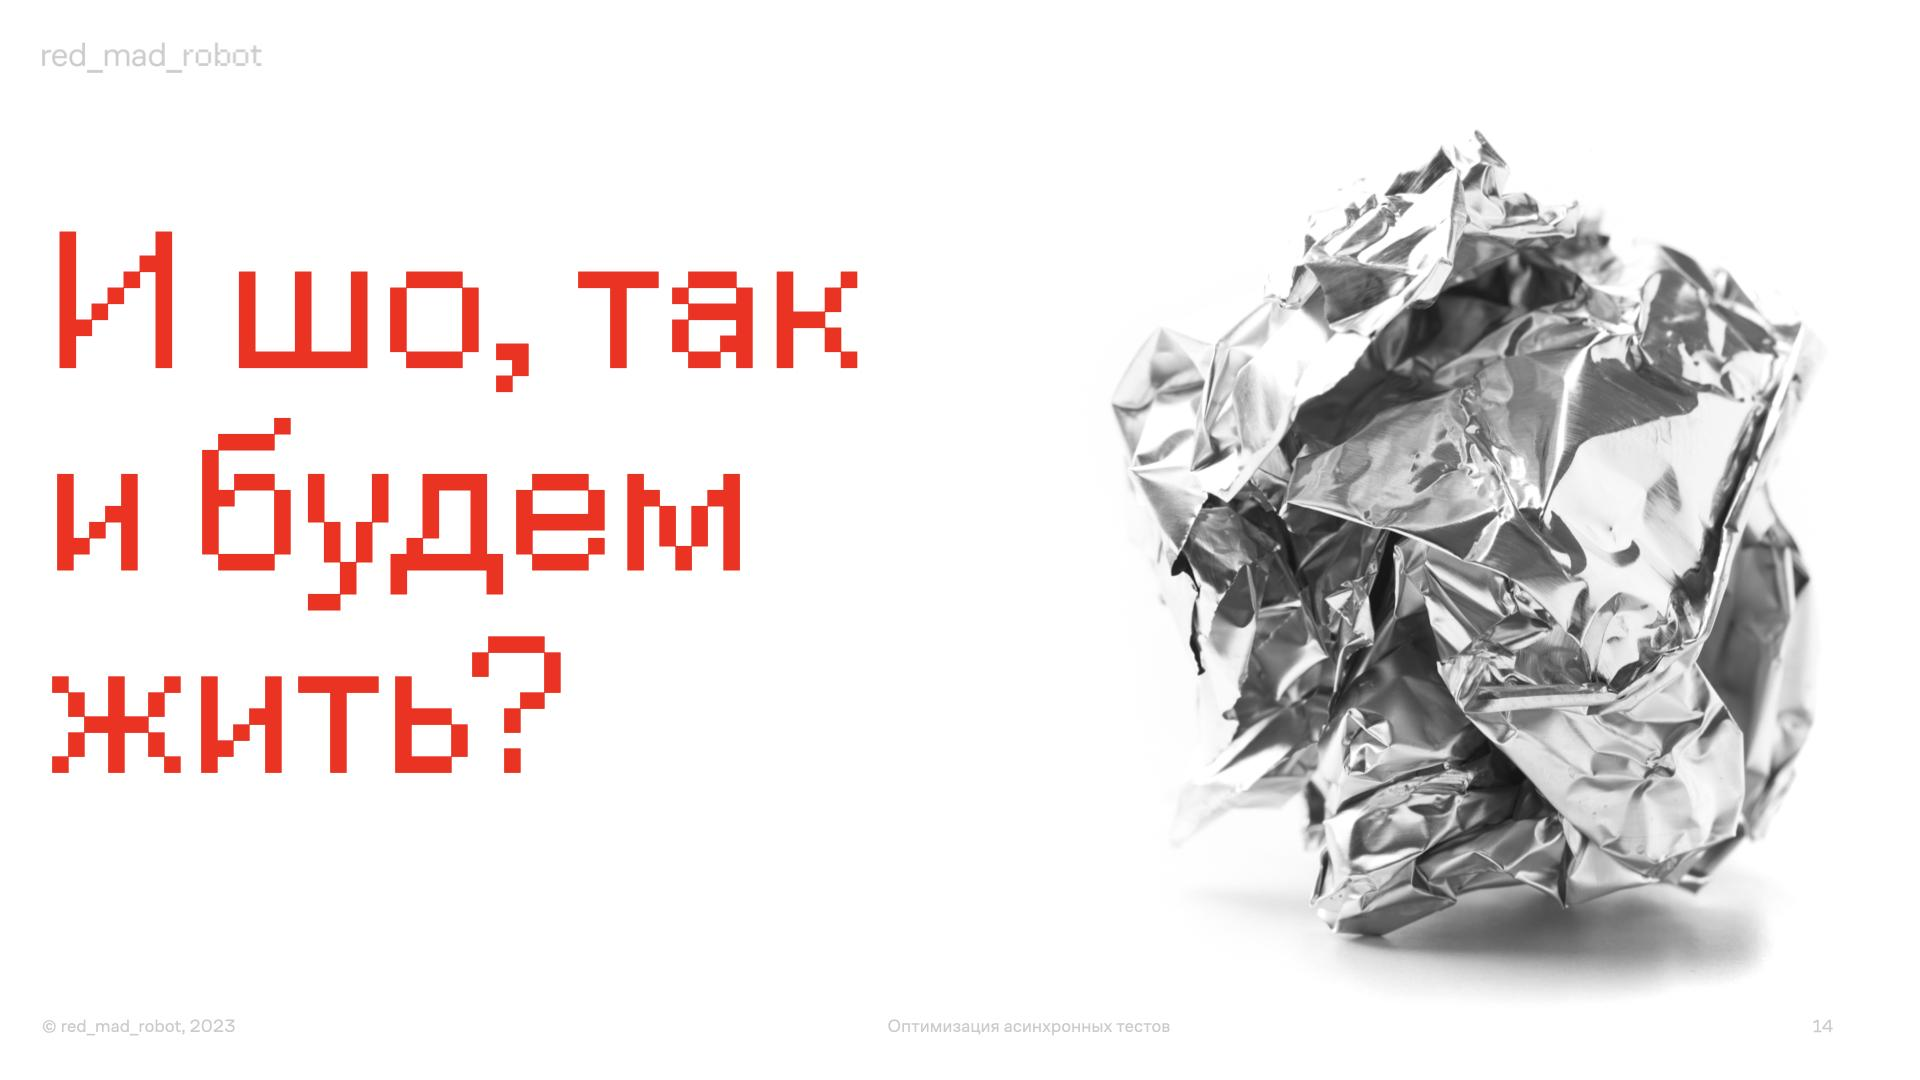 red_mad_robot
И шо, так
и будем
жить?
© red_mad_robot, 2023
Оптимизация асинхронных тестов
14